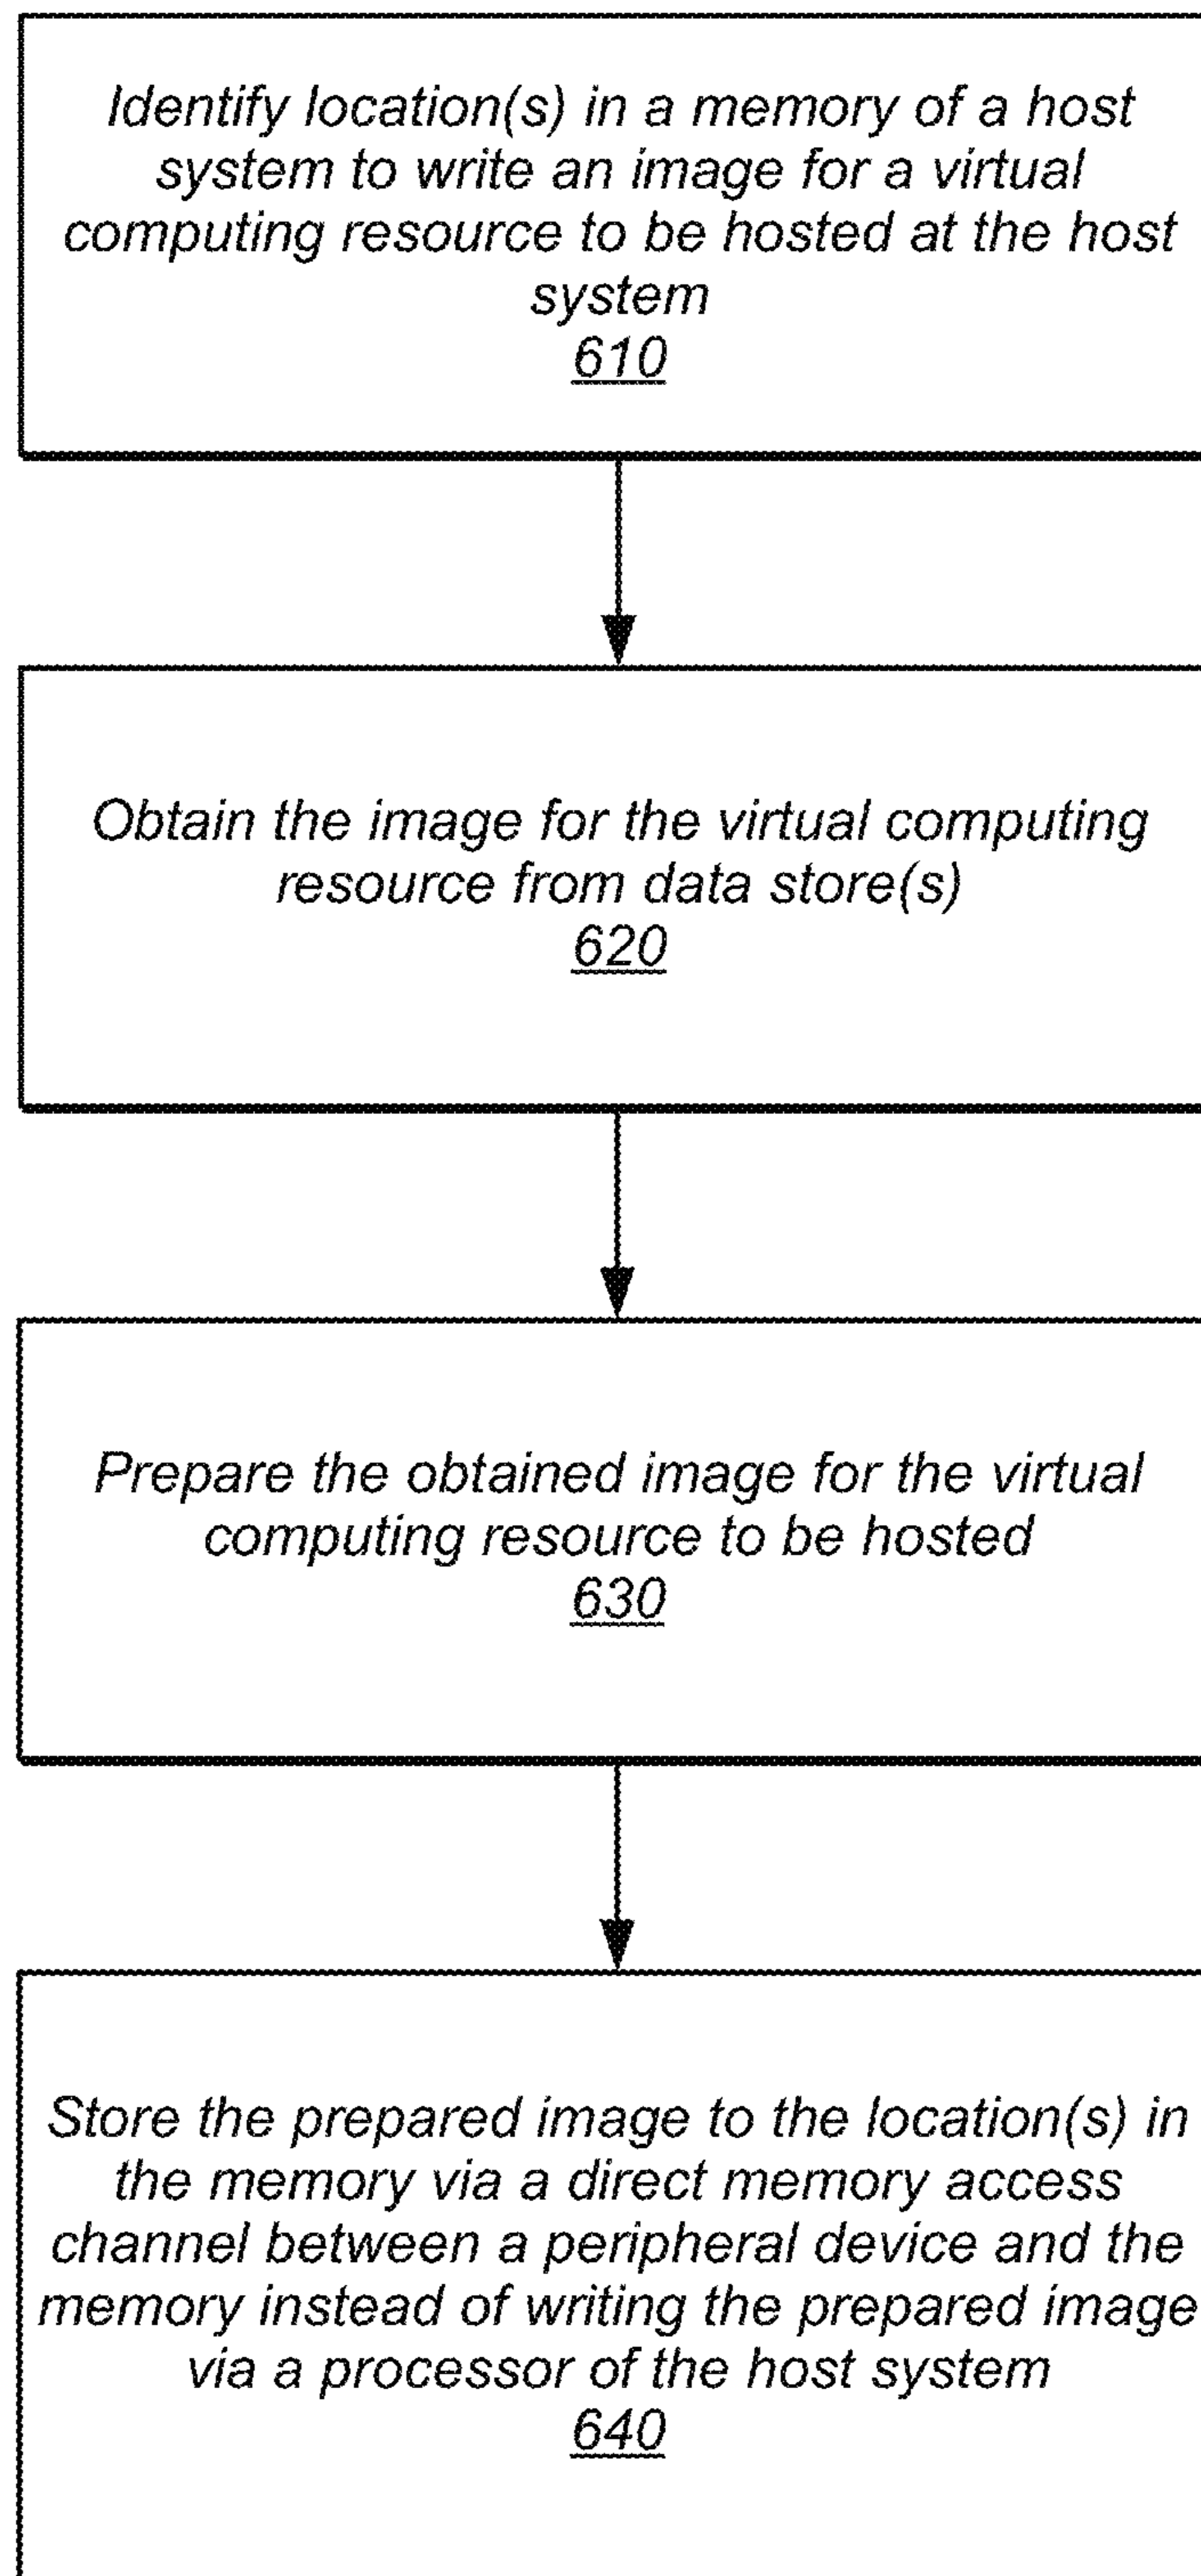 Identify location(s) in a memory of a host
system to write an image for a virtual
computing resource to be hosted at the host
system
610
Obtain the image for the virtual computing
resource from data store(s)
620
Prepare the obtained image for the virtual
computing resource to be hosted
630
Store the prepared image to the location(s) in
the memory via a direct memory access
channel between a peripheral device and the
memory instead of writing the prepared image
via a processor of the host system
640